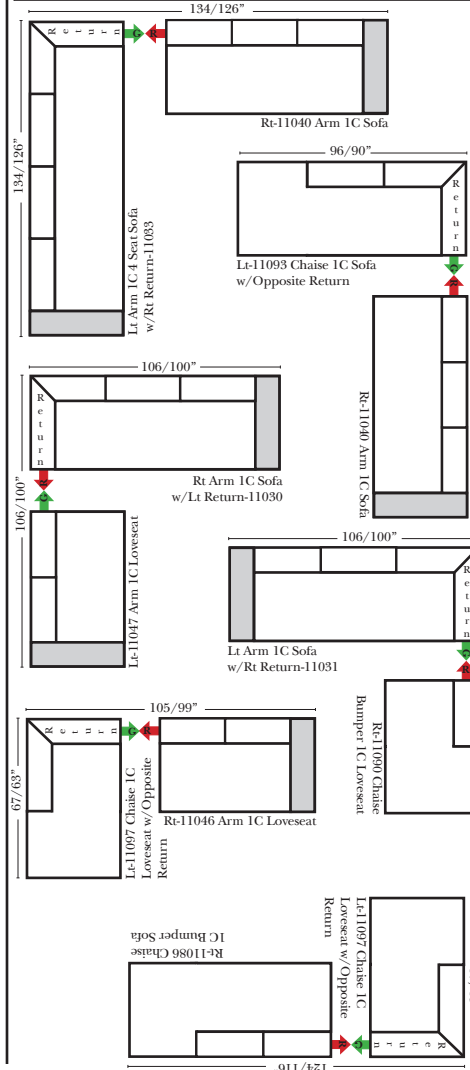 134/126”
Return
G R
Rt-11040 Arm 1C Sofa
134/126”
Lt Arm 1C 4 Seat Sofa
w/Rt Return-11033
96/90”
Return
Lt-11093 Chaise 1C Sofa
w/Opposite Return
G R
Rt-11040 Arm 1C Sofa
106/100”
Return
Rt Arm 1C Sofa
w/Lt Return-11030
R G
106/100”
Lt-11047 Arm 1C Loveseat
106/100”
Return
Lt Arm 1C Sofa
w/Rt Return-11031
G R
Rt-11090 Chaise
Bumper 1C Loveseat
105/99”
Return
G R
67/63”
Lt-11097 Chaise 1C
Loveseat w/Opposite
Return
Rt-11046 Arm 1C Loveseat
Rt-11086 Chaise
1C Bumper Sofa
Lt-11097 Chaise 1C
Loveseat w/Opposite
Return
R G
Return
124/116”